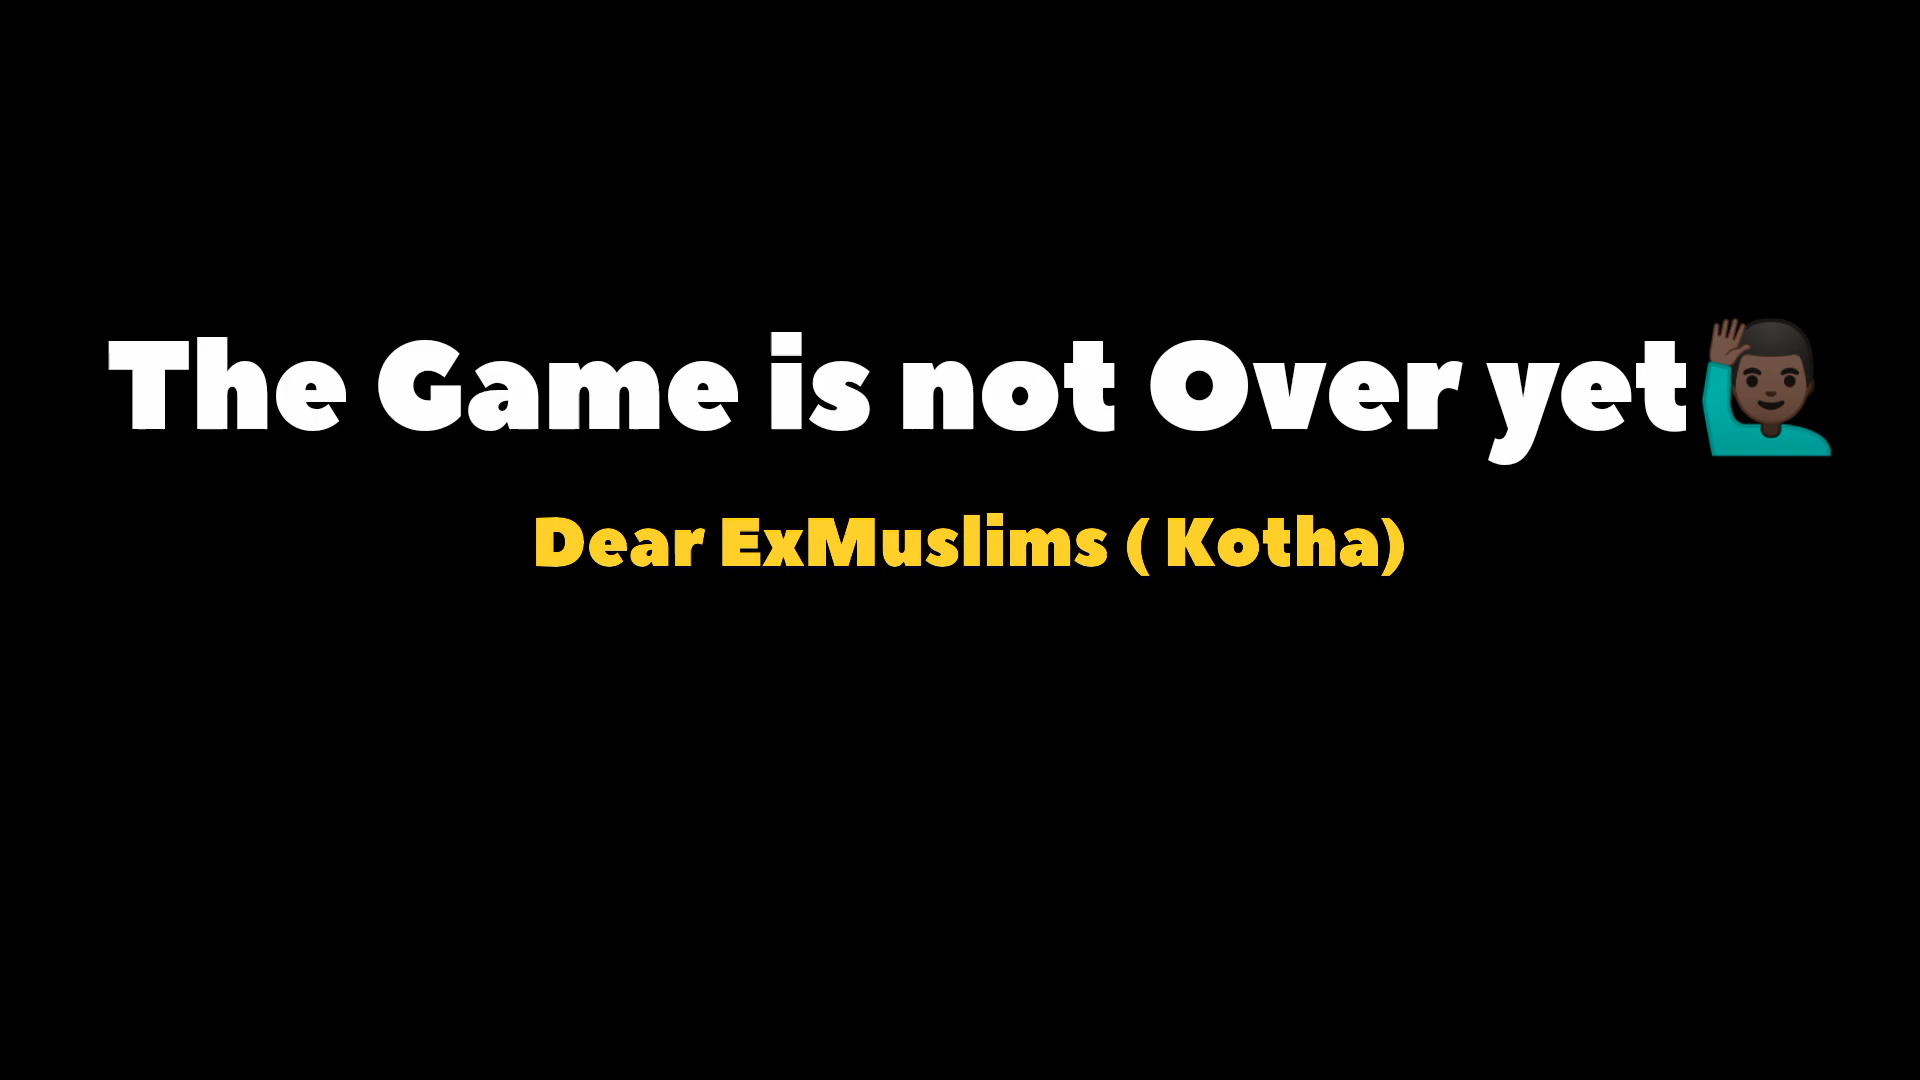 The Game is not Over yet🙋🏿‍♂️
Dear ExMuslims ( Kotha)